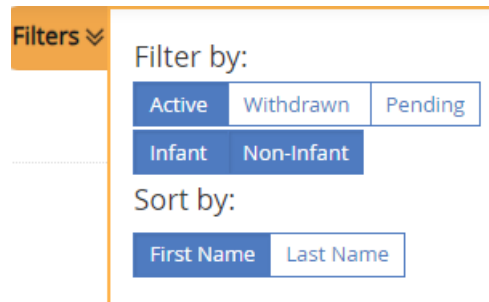 Filters
Filter by:
Active Withdrawn Pending
Infant Non-Infant
Sort by:
First Name Last Name